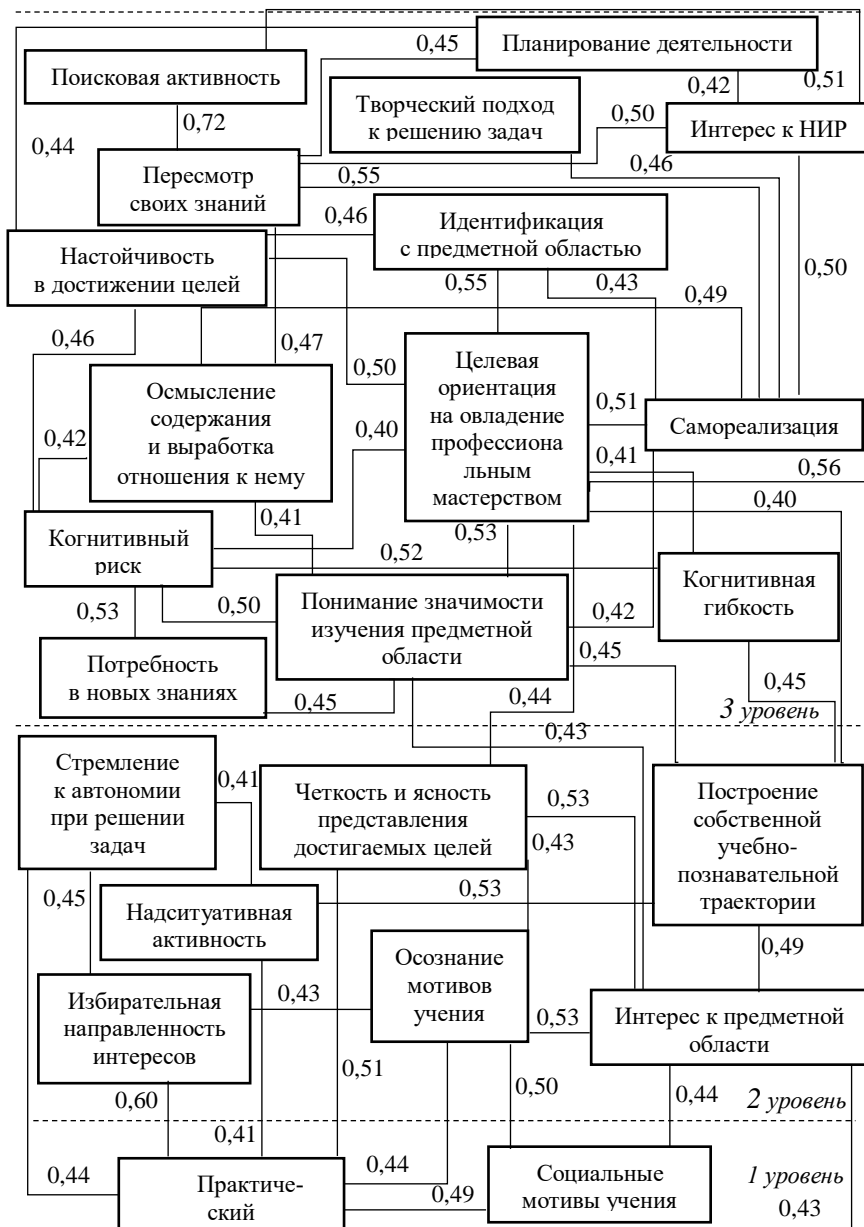 0,45
Планирование деятельности
Поисковая активность
0,42
0,51
Творческий подход
к решению задач
0,72
0,50
Интерес к НИР
0,44
Пересмотр
своих знаний
0,55
0,46
0,46
Идентификация
с предметной областью
Настойчивость
в достижении целей
0,50
0,55
0,43
0,49
0,46
0,47
0,50
Целевая
ориентация
на овладение
профессиона
льным
мастерством
Осмысление
содержания
и выработка
отношения к нему
0,51
Самореализация
0,42
0,40
0,41
0,56
0,41
0,53
0,40
Когнитивный
риск
0,52
Когнитивная
гибкость
0,53
0,50
Понимание значимости
изучения предметной
области
0,42
0,45
Потребность
в новых знаниях
0,45
0,44
0,45
3 уровень
0,43
Стремление
к автономии
при решении
задач
0,41
Четкость и ясность
представления
достигаемых целей
0,53
0,43
Построение
собственной
учебно-
познавательной
траектории
0,45
Надситуативная
активность
0,53
0,49
Осознание
мотивов
учения
Избирательная
направленность
интересов
0,43
0,53
Интерес к предметной
области
0,51
0,60
0,50
0,44
2 уровень
0,41
0,44
0,44
1 уровень
Практиче-
ский
0,49
Социальные
мотивы учения
0,43